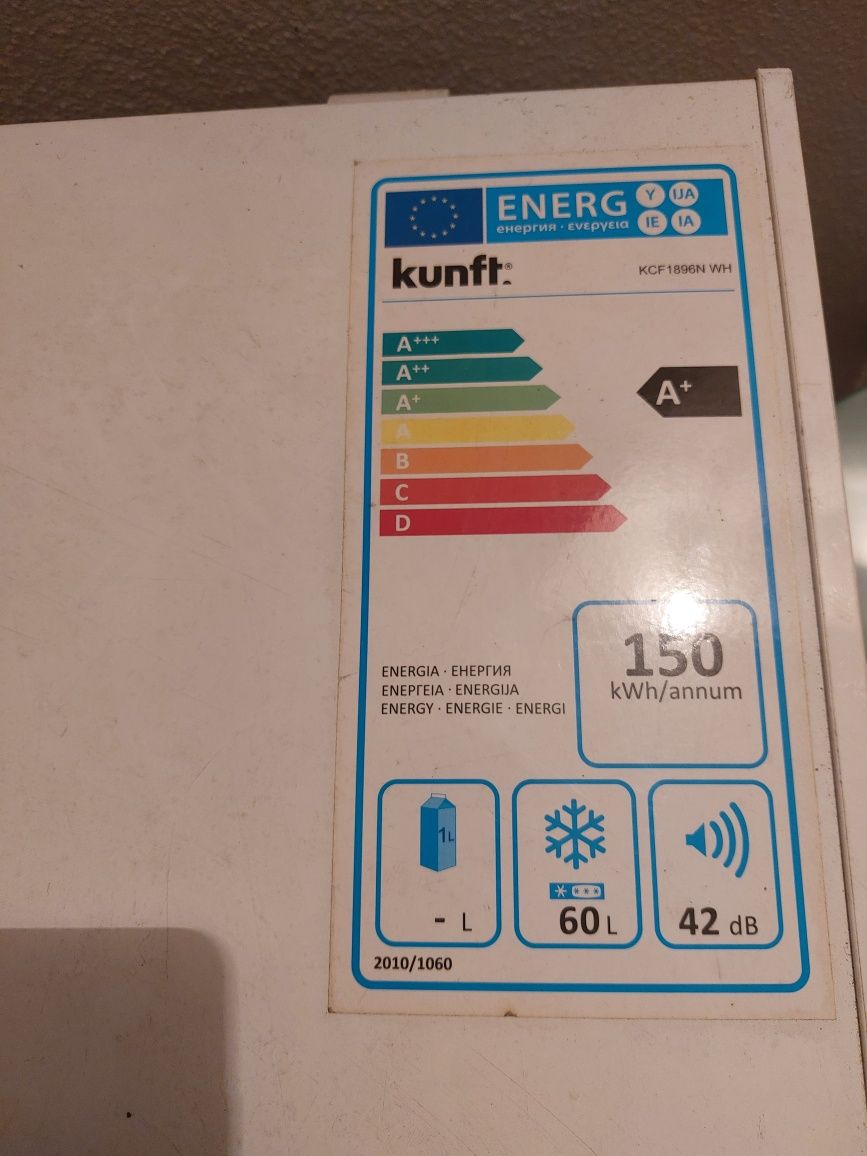 ENERG Y IJA
енергия · ενεργεια IE IA
kunft.®
KCF1896N WH
A+++
A++
A+
A
B
C
D
A+
150
kWh/annum
ENERGIA · ЕНЕРГИЯ
ΕΝΕΡΓΕΙΑ · ENERGIJA
ENERGY · ENERGIE · ENERGI
1L
- L
60 L
42 dB
2010/1060